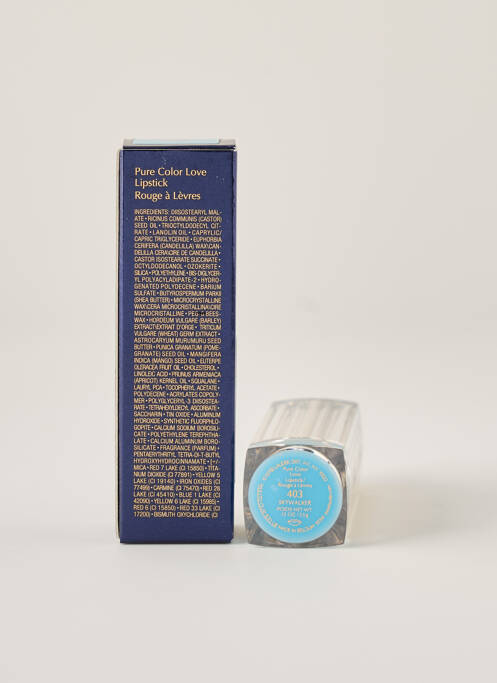 Pure Color Love
Lipstick
Rouge à Lèvres
INGREDIENTS: DIISOSTEARYL MAL-
ATE • RICINUS COMMUNIS (CASTOR)
SEED OIL • TRIOCTYLDODECYL CIT-
RATE • LANOLIN OIL • CAPRYLIC/
CAPRIC TRIGLYCERIDE • EUPHORBIA
CERIFERA (CANDELILLA) WAX\CAN-
DELILLA CERA\CIRE DE CANDELILLA •
CASTOR ISOSTEARATE SUCCINATE •
OCTYLDODECANOL • OZOKERITE •
SILICA • POLYETHYLENE • BIS-DIGLYCER-
YL POLYACYLADIPATE-2 • HYDRO-
GENATED POLYDECENE • BARIUM
SULFATE • BUTYROSPERMUM PARKII
(SHEA BUTTER) • MICROCRYSTALLINE
WAX\CERA MICROCRISTALLINA\CIRE
MICROCRISTALLINE • PEG-8 BEES-
WAX • HORDEUM VULGARE (BARLEY)
EXTRACT\EXTRAIT D'ORGE • TRITICUM
VULGARE (WHEAT) GERM EXTRACT •
ASTROCARYUM MURUMURU SEED
BUTTER • PUNICA GRANATUM (POME-
GRANATE) SEED OIL • MANGIFERA
INDICA (MANGO) SEED OIL • EUTERPE
OLERACEA FRUIT OIL • CHOLESTEROL •
LINOLEIC ACID • PRUNUS ARMENIACA
(APRICOT) KERNEL OIL • SQUALANE •
LAURYL PCA • TOCOPHERYL ACETATE •
POLYDECENE • ACRYLATES COPOLY-
MER • POLYGLYCERYL-3 DIISOSTEA-
RATE • TETRAHEXYLDECYL ASCORBATE •
SACCHARIN • TIN OXIDE • ALUMINUM
HYDROXIDE • SYNTHETIC FLUORPHLO-
GOPITE • CALCIUM SODIUM BOROSILI-
CATE • POLYETHYLENE TEREPHTHA-
LATE • CALCIUM ALUMINUM BORO-
SILICATE • FRAGRANCE (PARFUM) •
PENTAERYTHRITYL TETRA-DI-T-BUTYL
HYDROXYHYDROCINNAMATE • [+/-
MICA • RED 7 LAKE (CI 15850) • TITA-
NIUM DIOXIDE (CI 77891) • YELLOW 5
LAKE (CI 19140) • IRON OXIDES (CI
77499) • CARMINE (CI 75470) • RED 28
LAKE (CI 45410) • BLUE 1 LAKE (CI
42090) • YELLOW 6 LAKE (CI 15985) •
RED 6 (CI 15850) • RED 33 LAKE (CI
17200) • BISMUTH OXYCHLORIDE (CI
Pure Color
Love
Lipstick/
Rouge à Lèvres
403
SKYWALKER
POIDS NET WT.